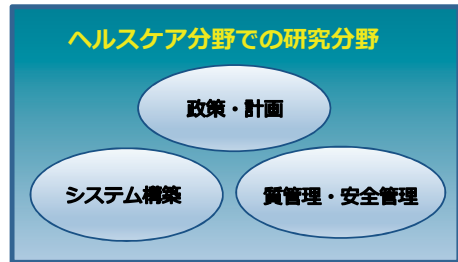 ヘルスケア分野での研究分野
政策・計画
システム構築
質管理・安全管理